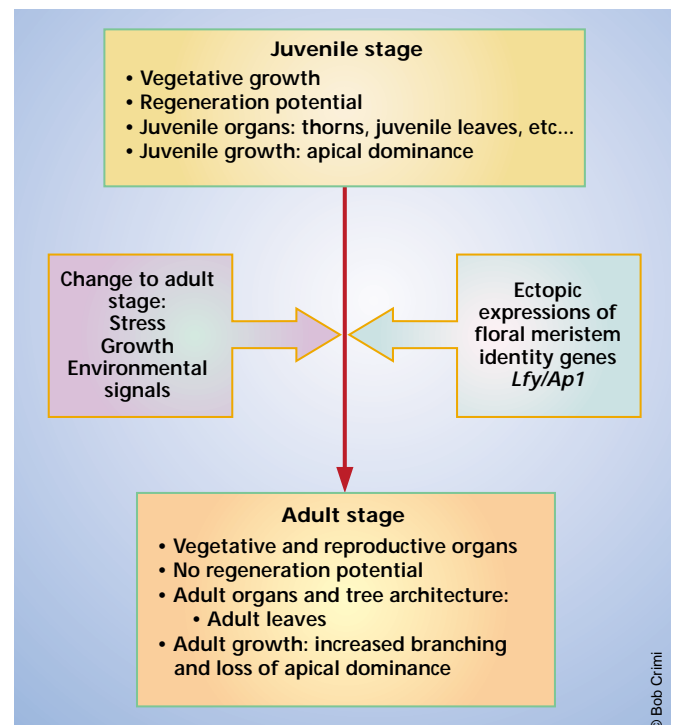 Juvenile stage
• Vegetative growth
• Regeneration potential
• Juvenile organs: thorns, juvenile leaves, etc...
• Juvenile growth: apical dominance
Change to adult
stage:
Stress
Growth
Environmental
signals
Ectopic
expressions of
floral meristem
identity genes
Lfy/Ap1
Adult stage
• Vegetative and reproductive organs
• No regeneration potential
• Adult organs and tree architecture:
• Adult leaves
• Adult growth: increased branching
and loss of apical dominance
© Bob Crimi